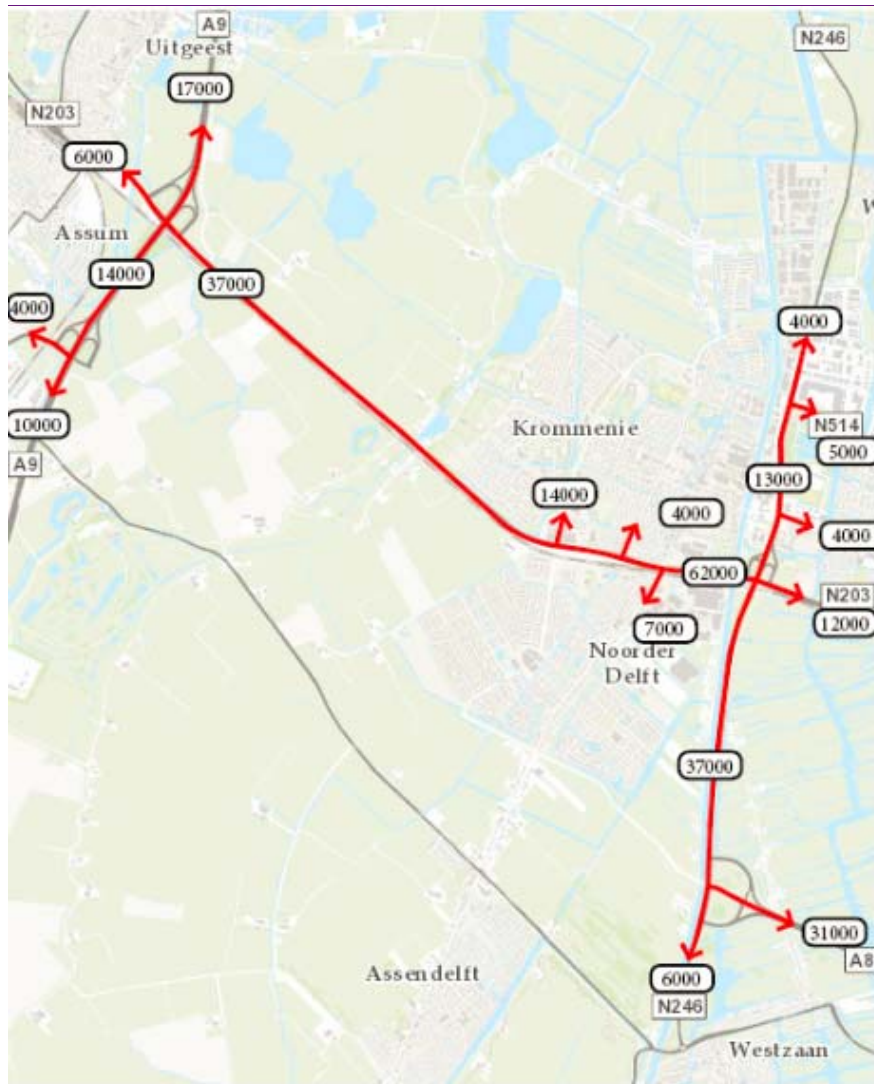 A9
Uitgeest
N246
17000
N203
6000
W
Assum
14000
37000
4000
4000
10000
A9
Krommenie
N514
5000
13000
14000
4000
4000
62000
N203
12000
7000
Noorder
Delft
37000
31000
A8
Assendelft
6000
N246
Westzaan